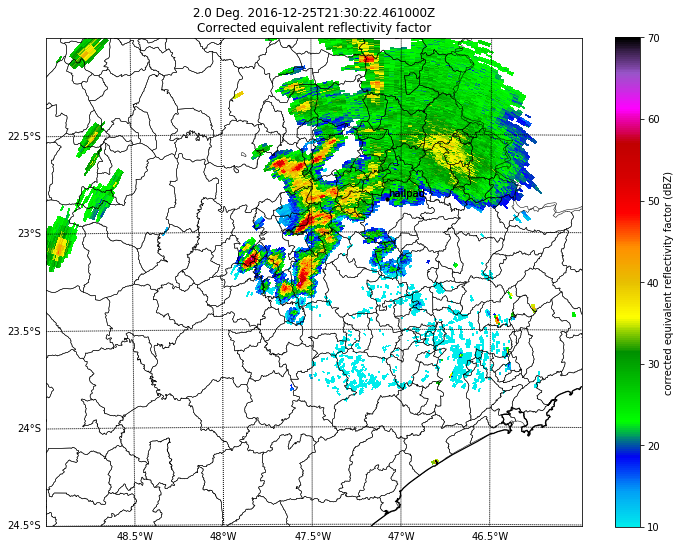 2.0 Deg. 2016-12-25T21:30:22.461000Z
Corrected equivalent reflectivity factor
70
60
50
40
30
20
10
corrected equivalent reflectivity factor (dBZ)
22.5°S
23°S
23.5°S
24°S
24.5°S
48.5°W
48°W
47.5°W
47°W
46.5°W